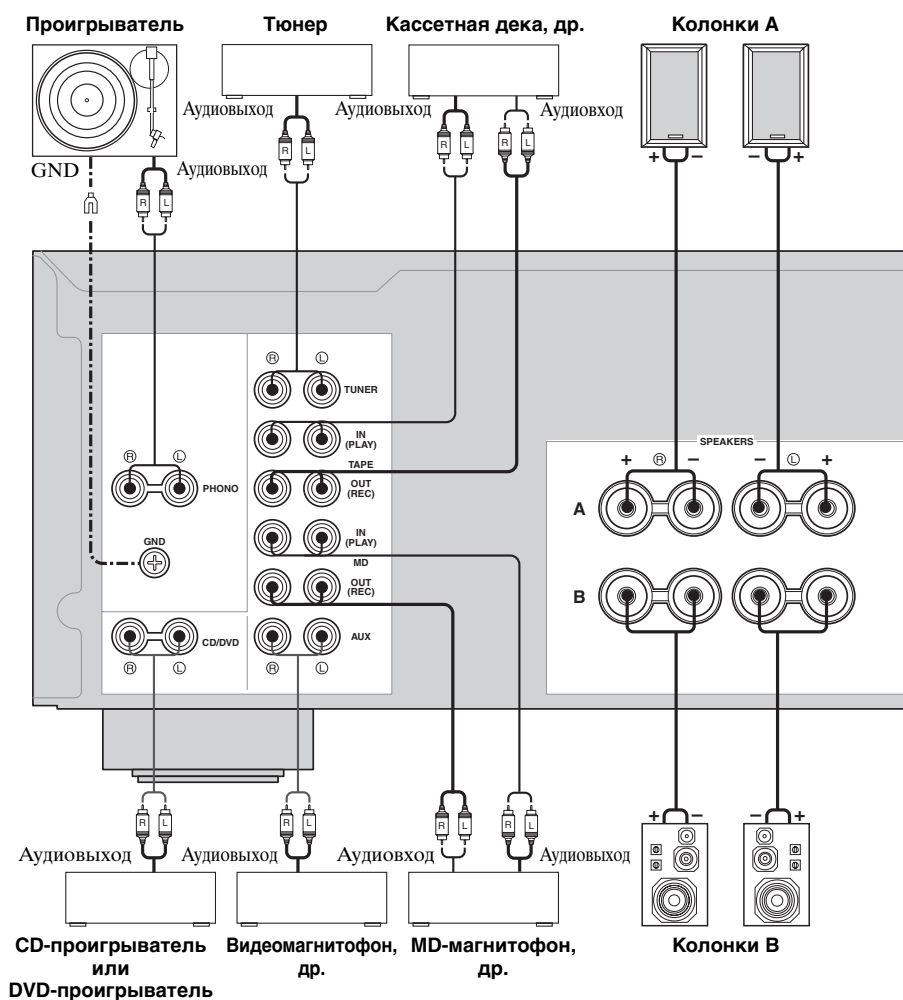 Проигрыватель
Тюнер
Кассетная дека, др.
Колонки A
Аудиовыход
Аудиовыход
Аудиовход
GND
Аудиовыход
R L
R L
R L
R L
+ − − +
R L
TUNER
IN
(PLAY)
TAPE
OUT
(REC)
R L
PHONO
GND
IN
(PLAY)
MD
OUT
(REC)
CD/DVD
AUX
R L
R L
SPEAKERS
+ R − − L +
A
B
R L
R L
R L
R L
+ − − +
Аудиовыход
Аудиовыход
Аудиовход
Аудиовыход
CD-проигрыватель
или
DVD-проигрыватель
Видеомагнитофон,
др.
MD-магнитофон,
др.
Колонки B